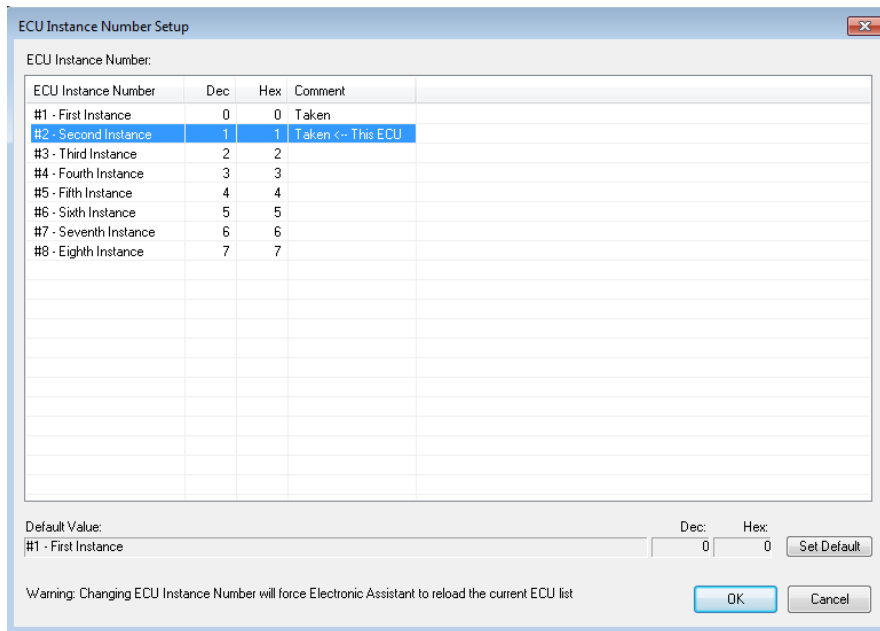 ECU Instance Number Setup
ECU Instance Number:
ECU Instance Number Dec Hex Comment
#1 - First Instance 0 0 Taken
#2 - Second Instance 1 1 Taken <-- This ECU
#3 - Third Instance 2 2
#4 - Fourth Instance 3 3
#5 - Fifth Instance 4 4
#6 - Sixth Instance 5 5
#7 - Seventh Instance 6 6
#8 - Eighth Instance 7 7
Default Value: Dec: Hex:
#1 - First Instance 0 0 Set Default
Warning: Changing ECU Instance Number will force Electronic Assistant to reload the current ECU list OK Cancel